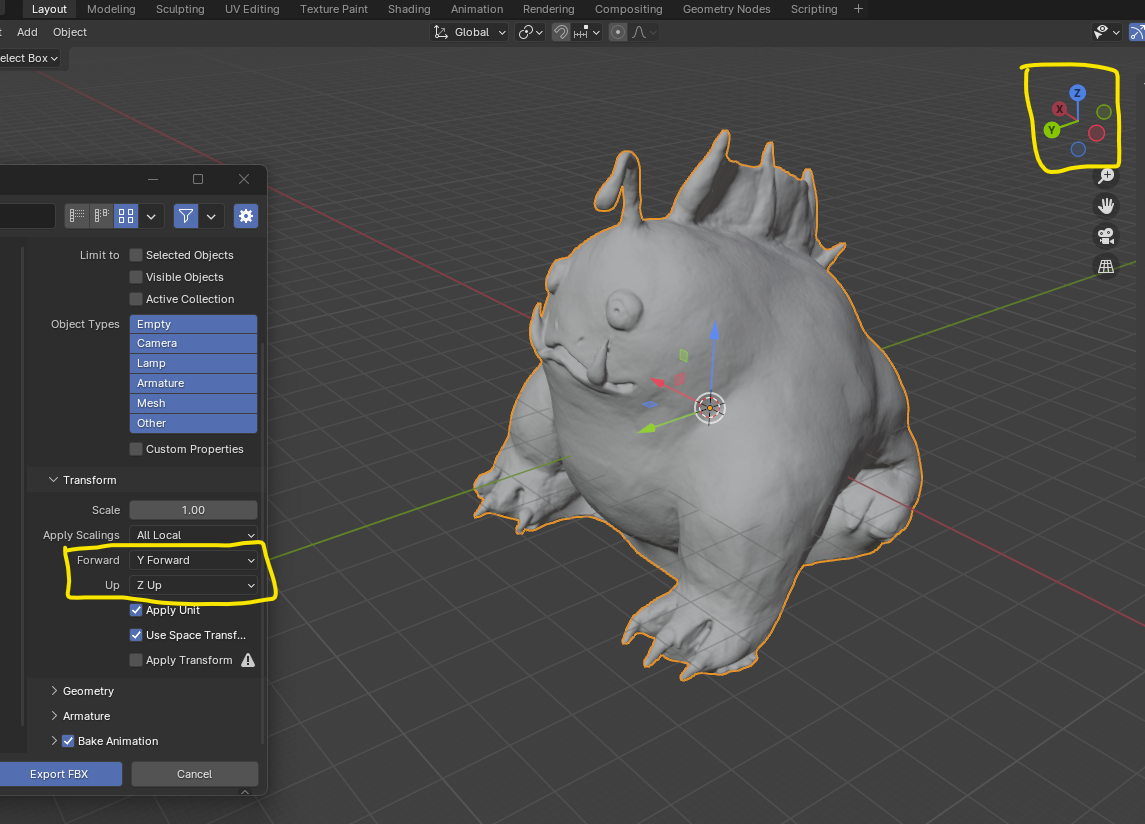 Layout Modeling Sculpting UV Editing Texture Paint Shading Animation Rendering Compositing Geometry Nodes Scripting +
Add Object Global
elect Box
Z
X
Y
Limit to Selected Objects
Visible Objects
Active Collection
Object Types Empty
Camera
Lamp
Armature
Mesh
Other
Custom Properties
Transform
Scale 1.00
Apply Scalings All Local
Forward Y Forward
Up Z Up
Apply Unit
Use Space Transf...
Apply Transform
Geometry
Armature
Bake Animation
Export FBX Cancel